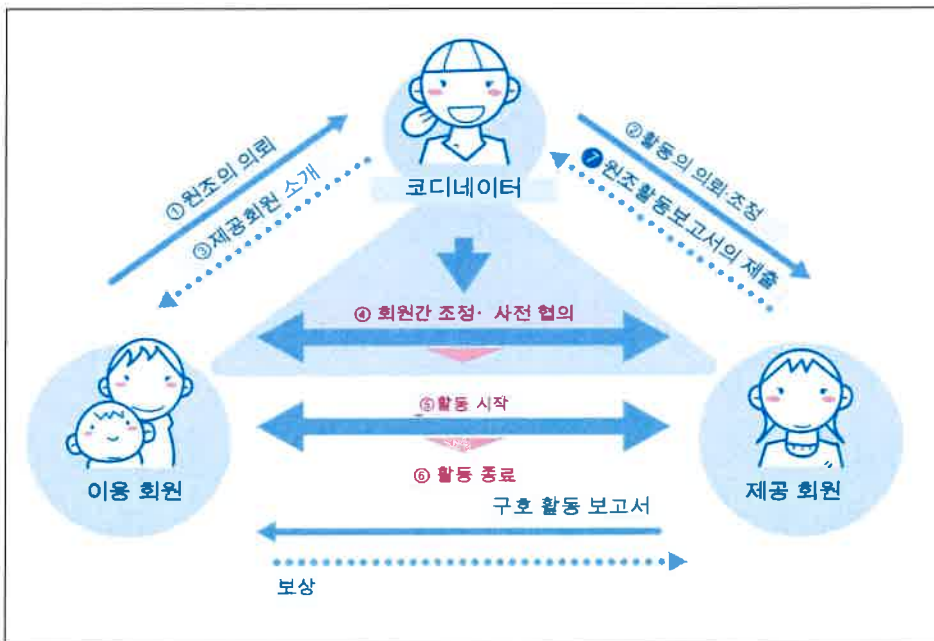 코디네이터
①원조의 의뢰
③제공회원 소개
②활동의 의뢰·조정
❼원조활동보고서의 제출
④ 회원간 조정· 사전 협의
⑤활동 시작
⑥ 활동 종료
이용 회원
제공 회원
구호 활동 보고서
보상